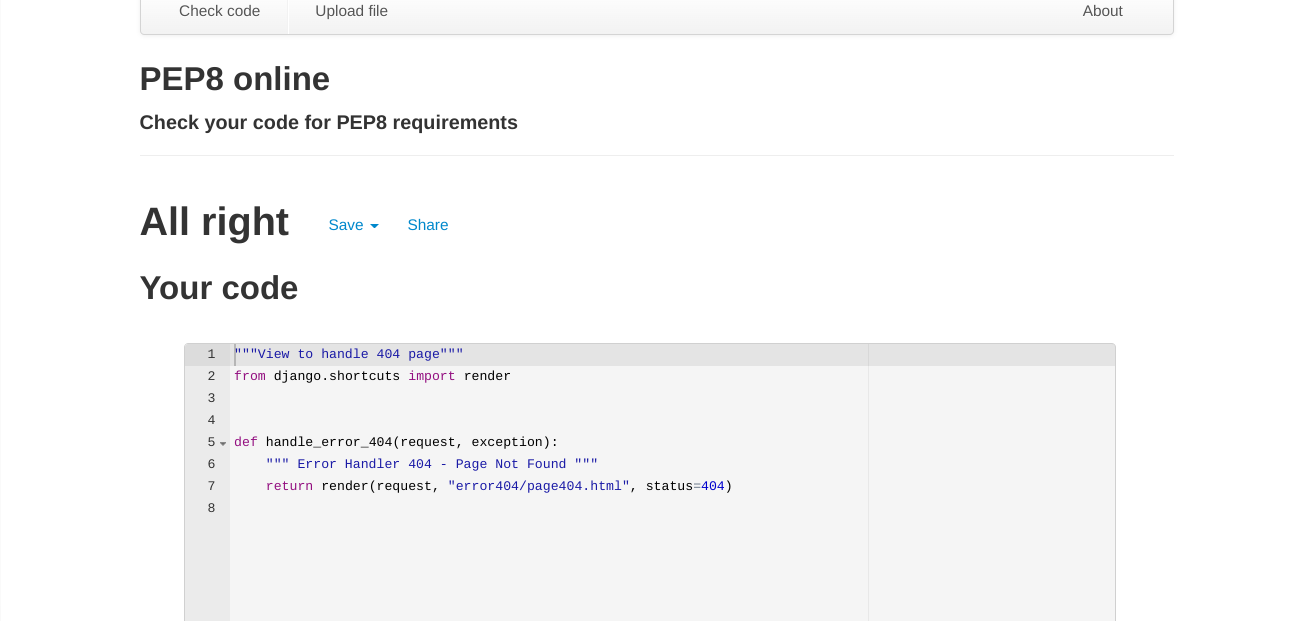 Check code Upload file About
PEP8 online
Check your code for PEP8 requirements
All right Save Share
Your code
1 """View to handle 404 page"""
2 from django.shortcuts import render
3
4
5 def handle_error_404(request, exception):
6     """ Error Handler 404 - Page Not Found """
7     return render(request, "error404/page404.html", status=404)
8